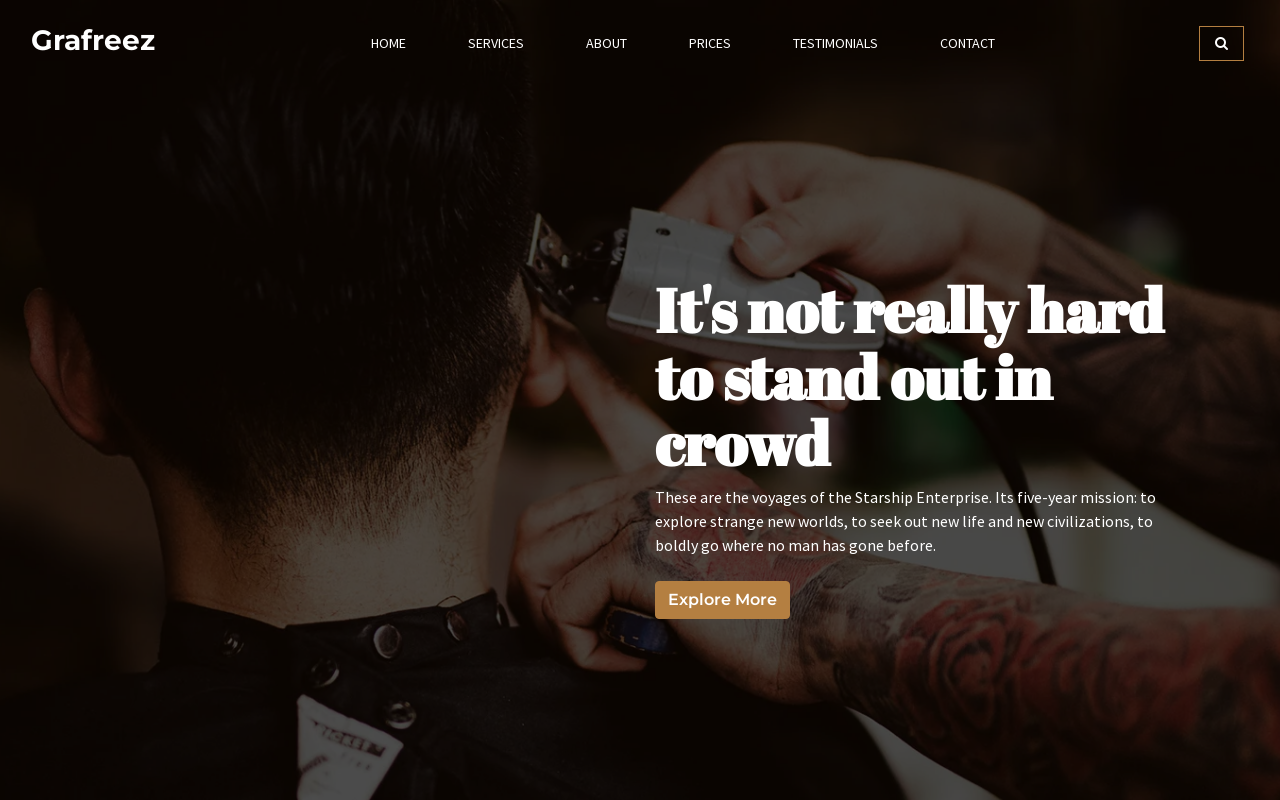 Grafreez
HOME SERVICES ABOUT PRICES TESTIMONIALS CONTACT
It's not really hard
to stand out in
crowd
These are the voyages of the Starship Enterprise. Its five-year mission: to
explore strange new worlds, to seek out new life and new civilizations, to
boldly go where no man has gone before.
Explore More